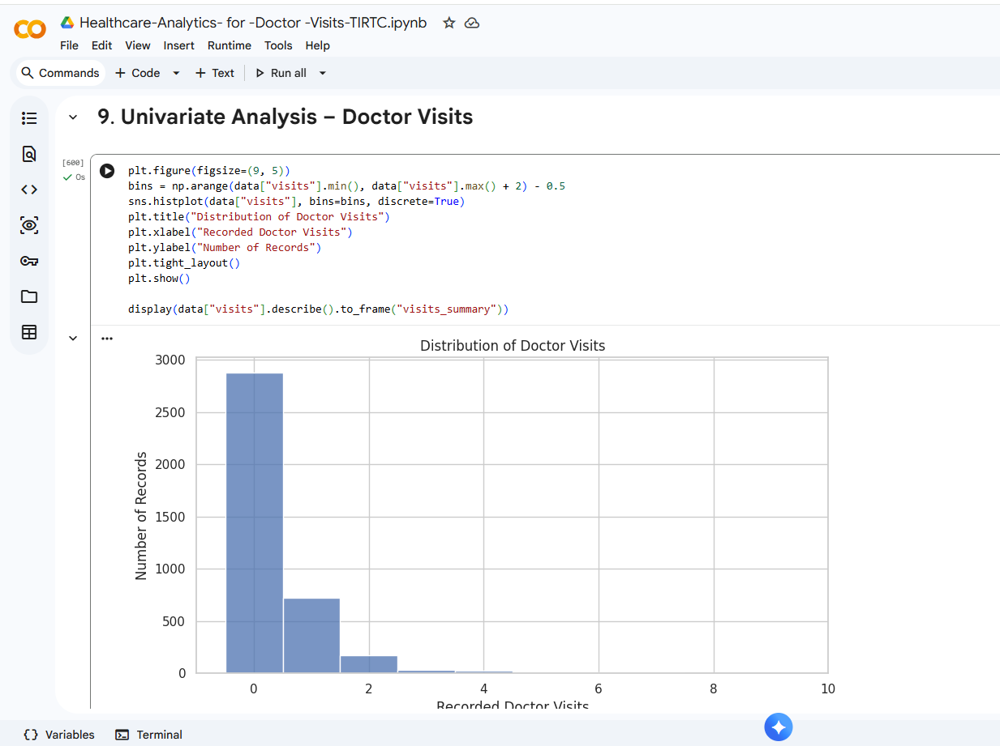 Healthcare-Analytics- for -Doctor -Visits-TIRTC.ipynb
File Edit View Insert Runtime Tools Help
Commands + Code + Text Run all
9. Univariate Analysis – Doctor Visits
[600]
0s
plt.figure(figsize=(9, 5))
bins = np.arange(data["visits"].min(), data["visits"].max() + 2) - 0.5
sns.histplot(data["visits"], bins=bins, discrete=True)
plt.title("Distribution of Doctor Visits")
plt.xlabel("Recorded Doctor Visits")
plt.ylabel("Number of Records")
plt.tight_layout()
plt.show()
display(data["visits"].describe().to_frame("visits_summary"))
Distribution of Doctor Visits
Number of Records
3000
2500
2000
1500
1000
500
0
0 2 4 6 8 10
Recorded Doctor Visits
Variables Terminal